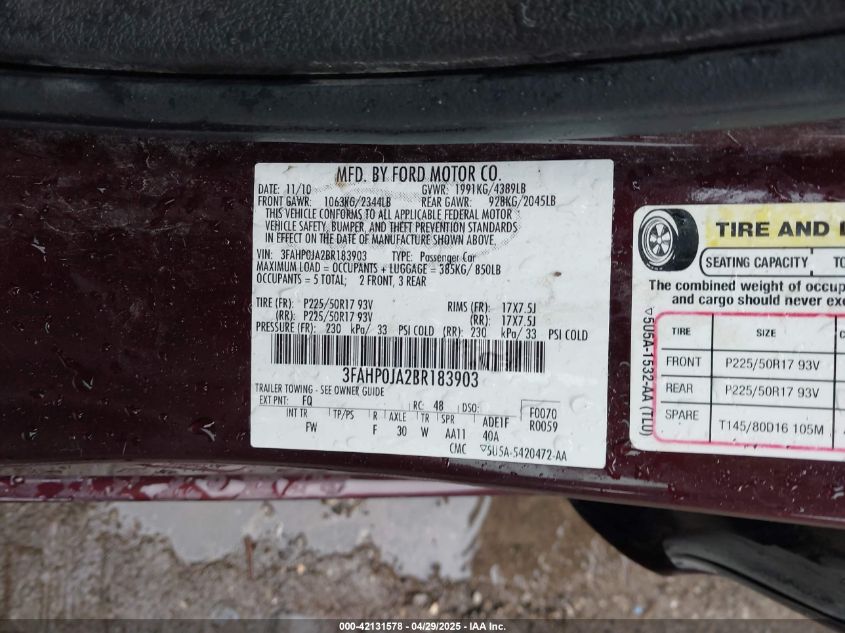 MFD. BY FORD MOTOR CO.
DATE: 11/10 GVWR: 1991KG/4389LB
FRONT GAWR: 1063KG/2344LB REAR GAWR: 928KG/2045LB
THIS VEHICLE CONFORMS TO ALL APPLICABLE FEDERAL MOTOR
VEHICLE SAFETY, BUMPER, AND THEFT PREVENTION STANDARDS
IN EFFECT ON THE DATE OF MANUFACTURE SHOWN ABOVE.
VIN: 3FAHP0JA2BR183903 TYPE: Passenger Car
MAXIMUM LOAD = OCCUPANTS + LUGGAGE = 385KG/850LB
OCCUPANTS = 5 TOTAL; 2 FRONT, 3 REAR
TIRE (FR): P225/50R17 93V RIMS (FR): 17X7.5J
(RR): P225/50R17 93V (RR): 17X7.5J
PRESSURE (FR): 230 kPa/ 33 PSI COLD (RR): 230 kPa/ 33 PSI COLD
3FAHP0JA2BR183903
TRAILER TOWING - SEE OWNER GUIDE
EXT PNT: FQ RC: 48 DSO: F0070
INT TR TP/PS R AXLE TR SPR ADE1F R0059
FW F 30 W AA11 40A
CMC ▽5U5A-5420472-AA
TIRE AND
SEATING CAPACITY TO
The combined weight of occup
and cargo should never exc
▽5U5A-1532-AA (TLU)
TIRE SIZE
FRONT P225/50R17 93V
REAR P225/50R17 93V
SPARE T145/80D16 105M
000-42131578 | 04/29/2025 | IAA Inc.